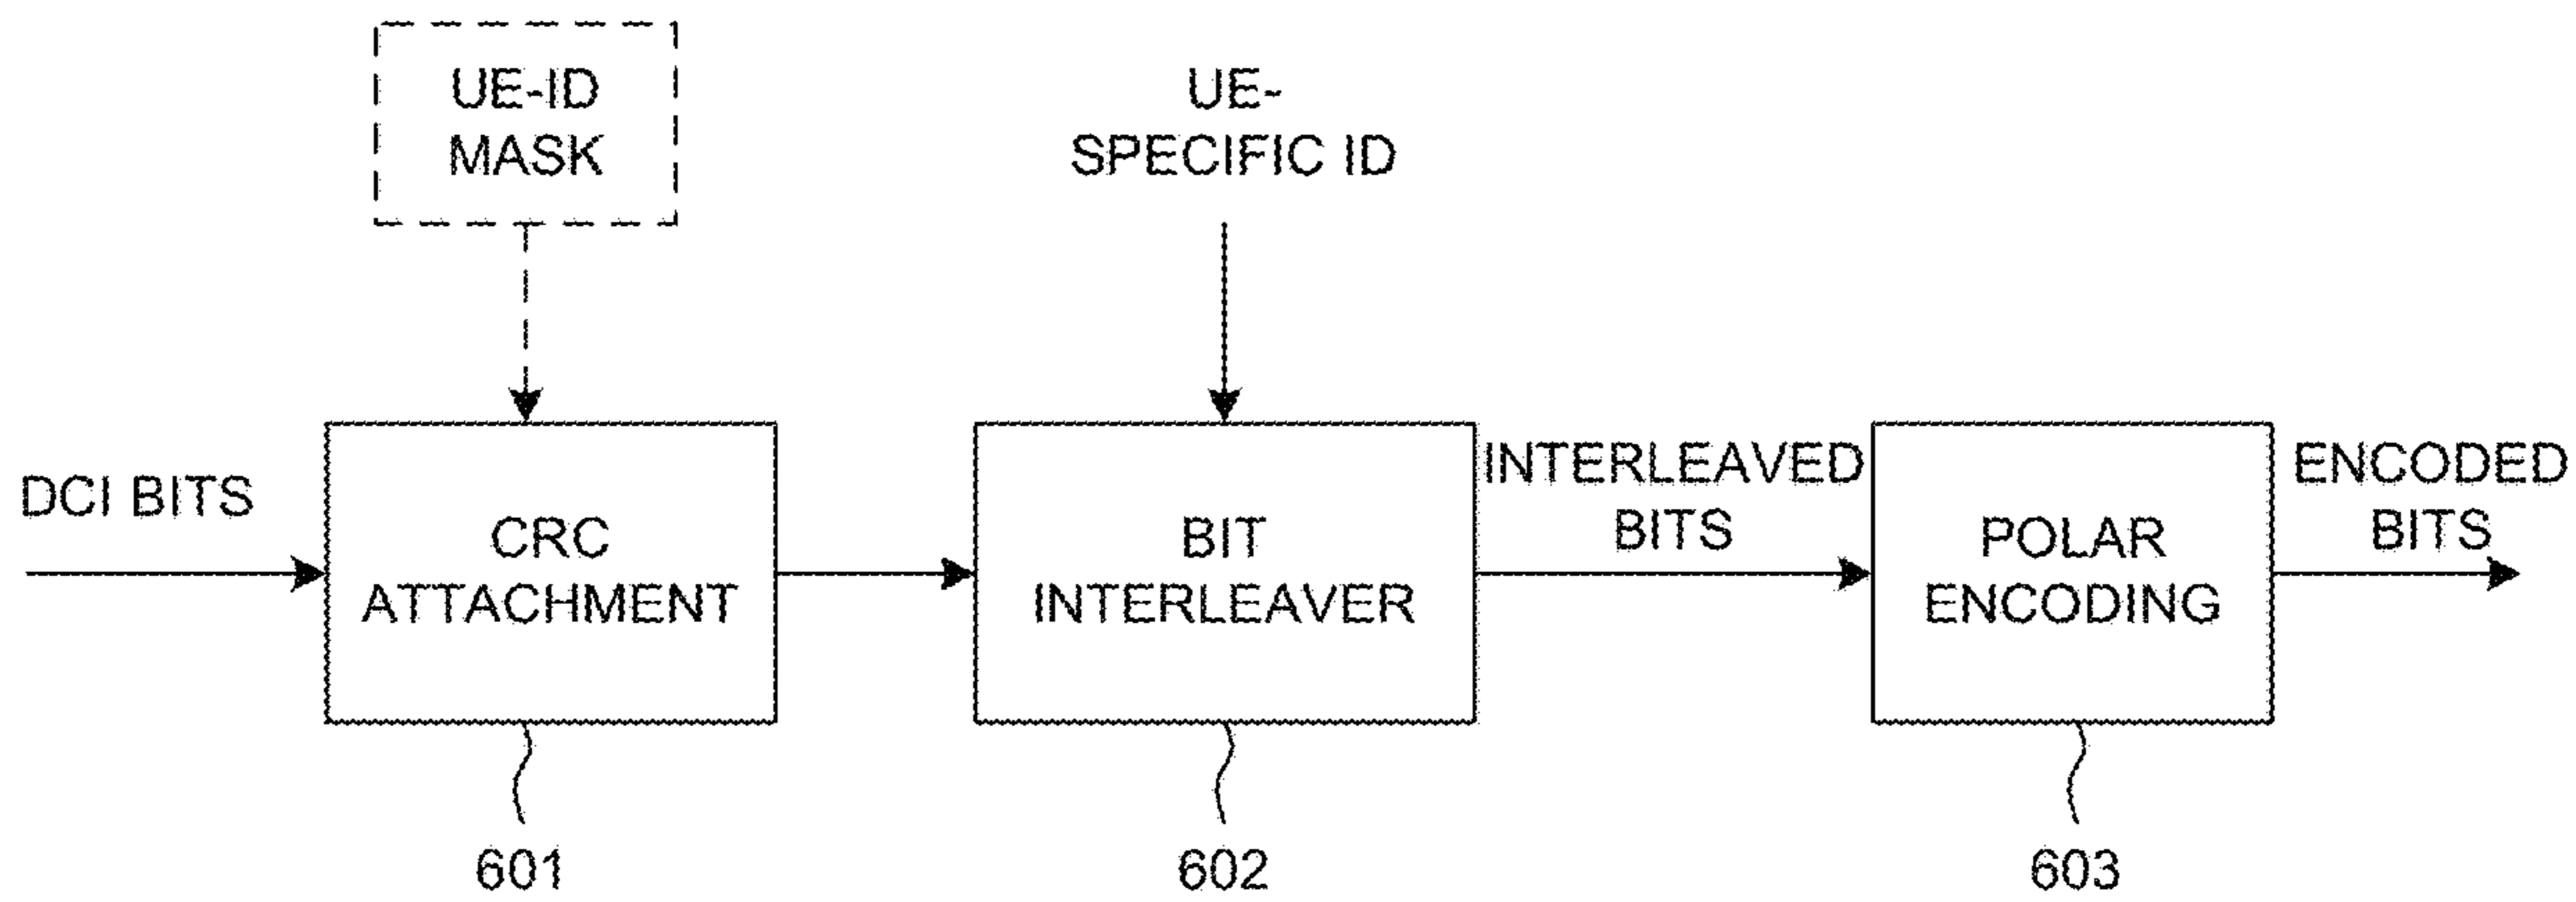 UE-ID
MASK
UE-
SPECIFIC ID
DCI BITS
CRC
ATTACHMENT
BIT
INTERLEAVER
INTERLEAVED
BITS
POLAR
ENCODING
ENCODED
BITS
601
602
603